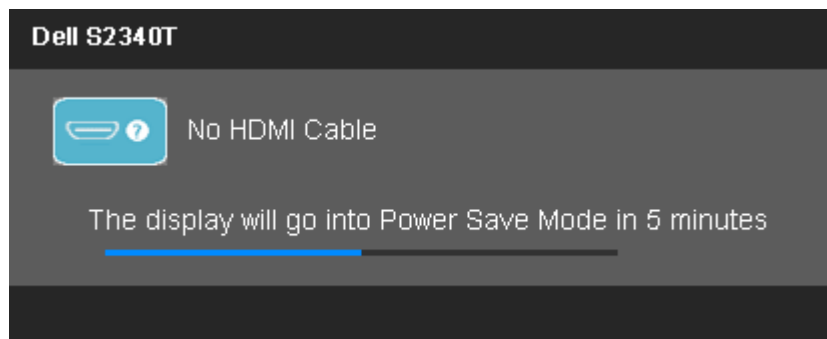 Dell S2340T
?
No HDMI Cable
The display will go into Power Save Mode in 5 minutes